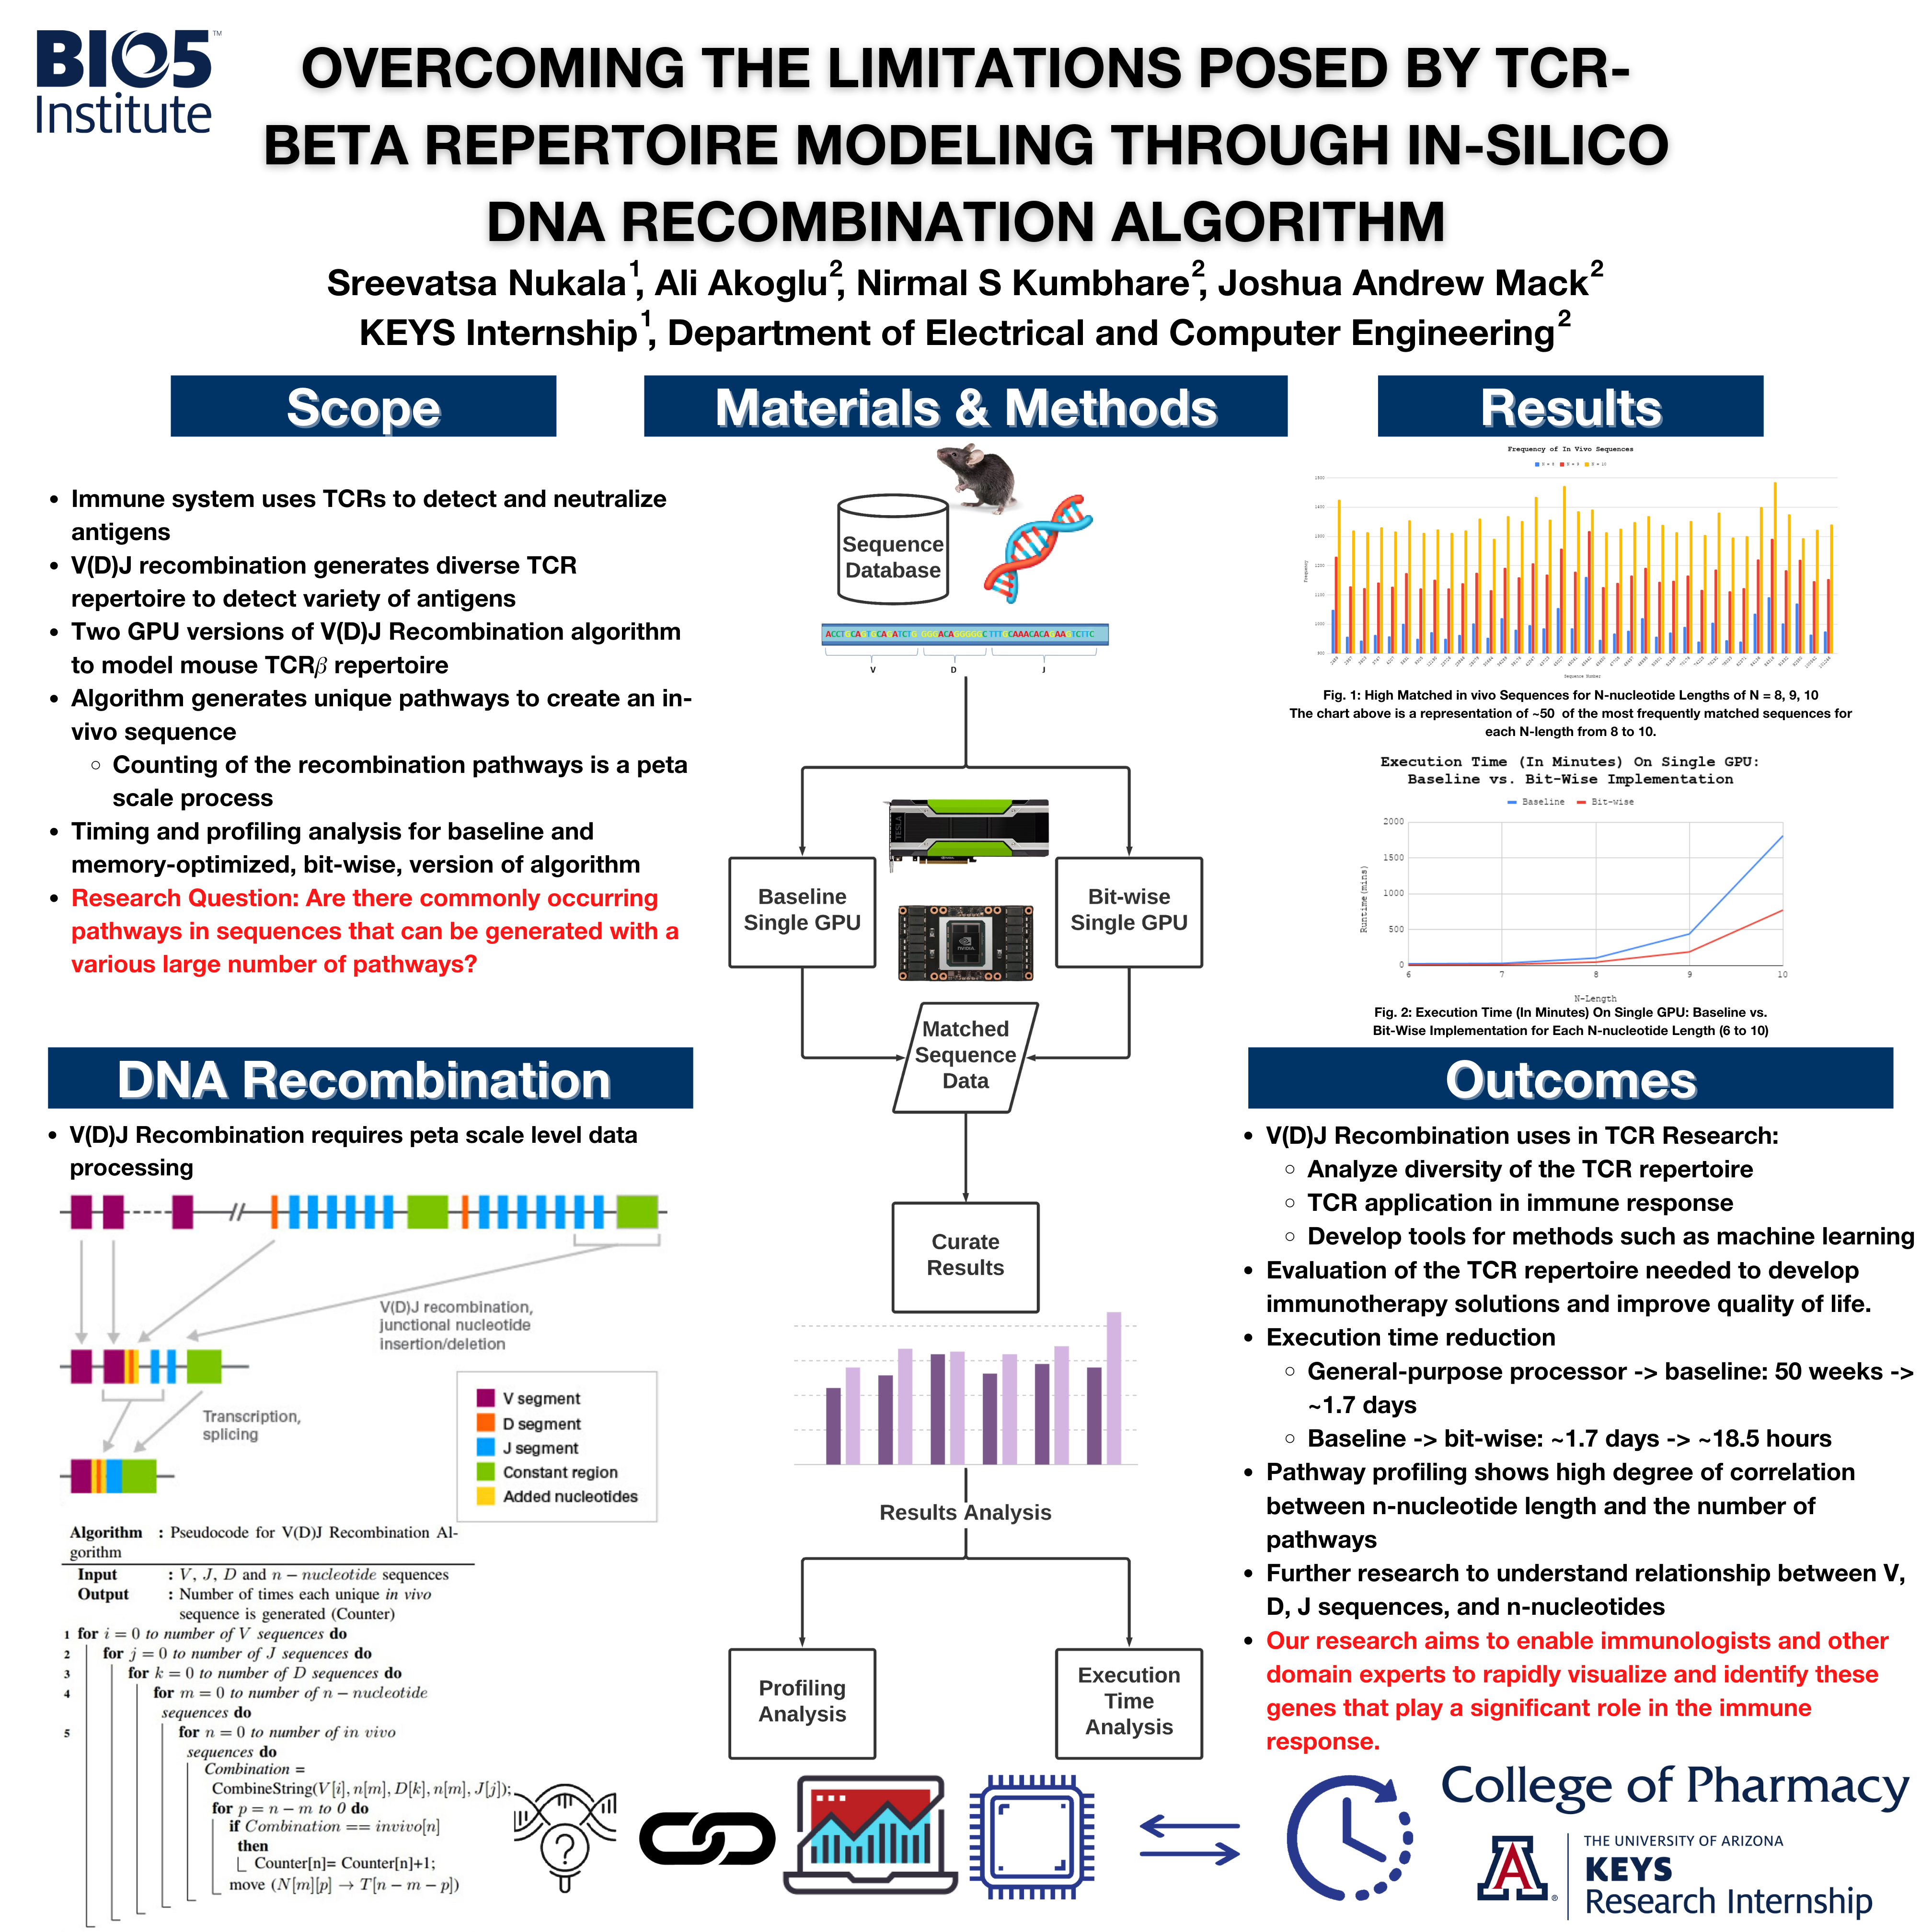 BIO5
Institute
TM
OVERCOMING THE LIMITATIONS POSED BY TCR-
BETA REPERTOIRE MODELING THROUGH IN-SILICO
DNA RECOMBINATION ALGORITHM
Sreevatsa Nukala1, Ali Akoglu2, Nirmal S Kumbhare2, Joshua Andrew Mack2
KEYS Internship1, Department of Electrical and Computer Engineering2
Scope
• Immune system uses TCRs to detect and neutralize
antigens
• V(D)J recombination generates diverse TCR
repertoire to detect variety of antigens
• Two GPU versions of V(D)J Recombination algorithm
to model mouse TCRβ repertoire
• Algorithm generates unique pathways to create an in-
vivo sequence
◦ Counting of the recombination pathways is a peta
scale process
• Timing and profiling analysis for baseline and
memory-optimized, bit-wise, version of algorithm
• Research Question: Are there commonly occurring
pathways in sequences that can be generated with a
various large number of pathways?
DNA Recombination
• V(D)J Recombination requires peta scale level data
processing
V(D)J recombination,
junctional nucleotide
insertion/deletion
Transcription,
splicing
V segment
D segment
J segment
Constant region
Added nucleotides
Algorithm : Pseudocode for V(D)J Recombination Al-
gorithm
Input : V, J, D and n − nucleotide sequences
Output : Number of times each unique in vivo
sequence is generated (Counter)
1 for i = 0 to number of V sequences do
2 for j = 0 to number of J sequences do
3 for k = 0 to number of D sequences do
4 for m = 0 to number of n − nucleotide
sequences do
5 for n = 0 to number of in vivo
sequences do
Combination =
CombineString(V[i], n[m], D[k], n[m], J[j]);
for p = n − m to 0 do
if Combination == invivo[n]
then
Counter[n]= Counter[n]+1;
move (N[m][p] → T[n − m − p])
Materials & Methods
Sequence
Database
V D J
TESLA
Baseline
Single GPU
Bit-wise
Single GPU
NVIDIA
Matched
Sequence
Data
Curate
Results
Results Analysis
Profiling
Analysis
Execution
Time
Analysis
?
Results
Frequency of In Vivo Sequences
N = 8 N = 9 N = 10
Frequency
1500
1400
1300
1200
1100
1000
900
Sequence Number
Fig. 1: High Matched in vivo Sequences for N-nucleotide Lengths of N = 8, 9, 10
The chart above is a representation of ~50 of the most frequently matched sequences for
each N-length from 8 to 10.
Execution Time (In Minutes) On Single GPU:
Baseline vs. Bit-Wise Implementation
Baseline Bit-wise
Runtime(mins)
2000
1500
1000
500
0
6 7 8 9 10
N-Length
Fig. 2: Execution Time (In Minutes) On Single GPU: Baseline vs.
Bit-Wise Implementation for Each N-nucleotide Length (6 to 10)
Outcomes
• V(D)J Recombination uses in TCR Research:
◦ Analyze diversity of the TCR repertoire
◦ TCR application in immune response
◦ Develop tools for methods such as machine learning
• Evaluation of the TCR repertoire needed to develop
immunotherapy solutions and improve quality of life.
• Execution time reduction
◦ General-purpose processor -> baseline: 50 weeks ->
~1.7 days
◦ Baseline -> bit-wise: ~1.7 days -> ~18.5 hours
• Pathway profiling shows high degree of correlation
between n-nucleotide length and the number of
pathways
• Further research to understand relationship between V,
D, J sequences, and n-nucleotides
• Our research aims to enable immunologists and other
domain experts to rapidly visualize and identify these
genes that play a significant role in the immune
response.
College of Pharmacy
A
®
THE UNIVERSITY OF ARIZONA
KEYS
Research Internship